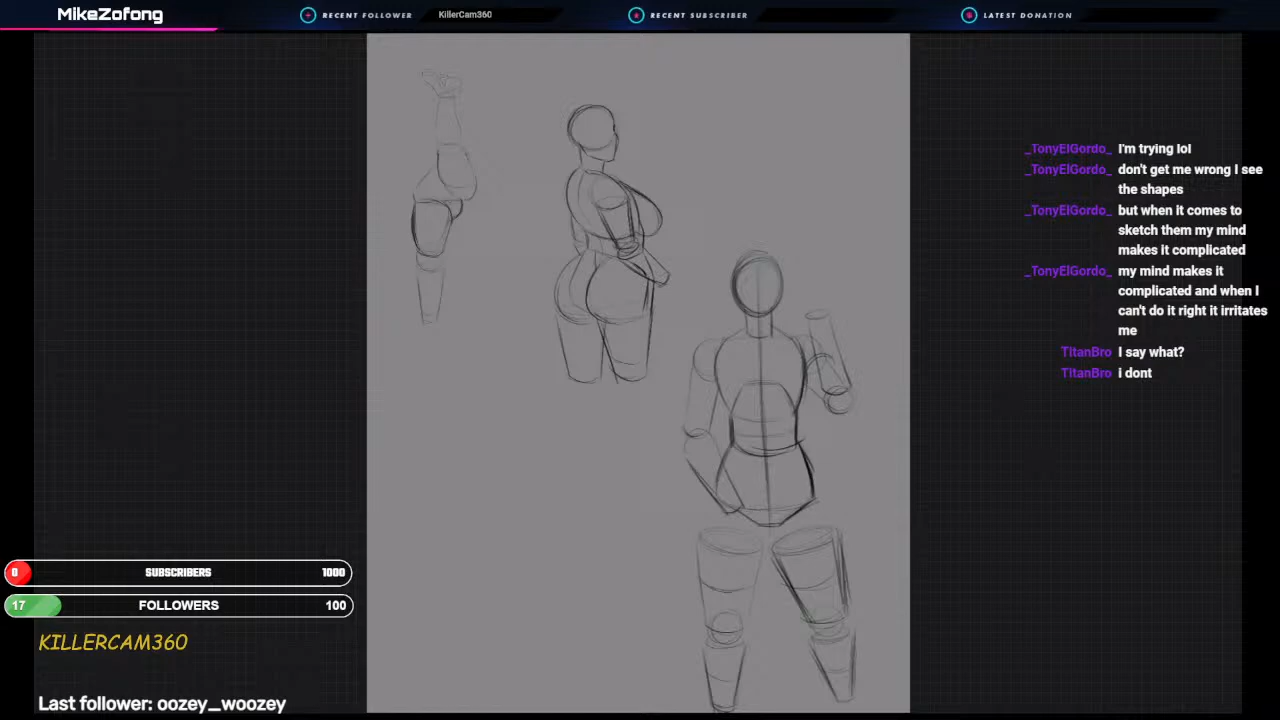 MikeZofong
RECENT FOLLOWER KillerCam360
RECENT SUBSCRIBER
LATEST DONATION
_TonyElGordo_ I'm trying lol
_TonyElGordo_ don't get me wrong I see
the shapes
_TonyElGordo_ but when it comes to
sketch them my mind
makes it complicated
_TonyElGordo_ my mind makes it
complicated and when I
can't do it right it irritates
me
TitanBro I say what?
TitanBro i dont
0 SUBSCRIBERS 1000
17 FOLLOWERS 100
KILLERCAM360
Last follower: oozey_woozey